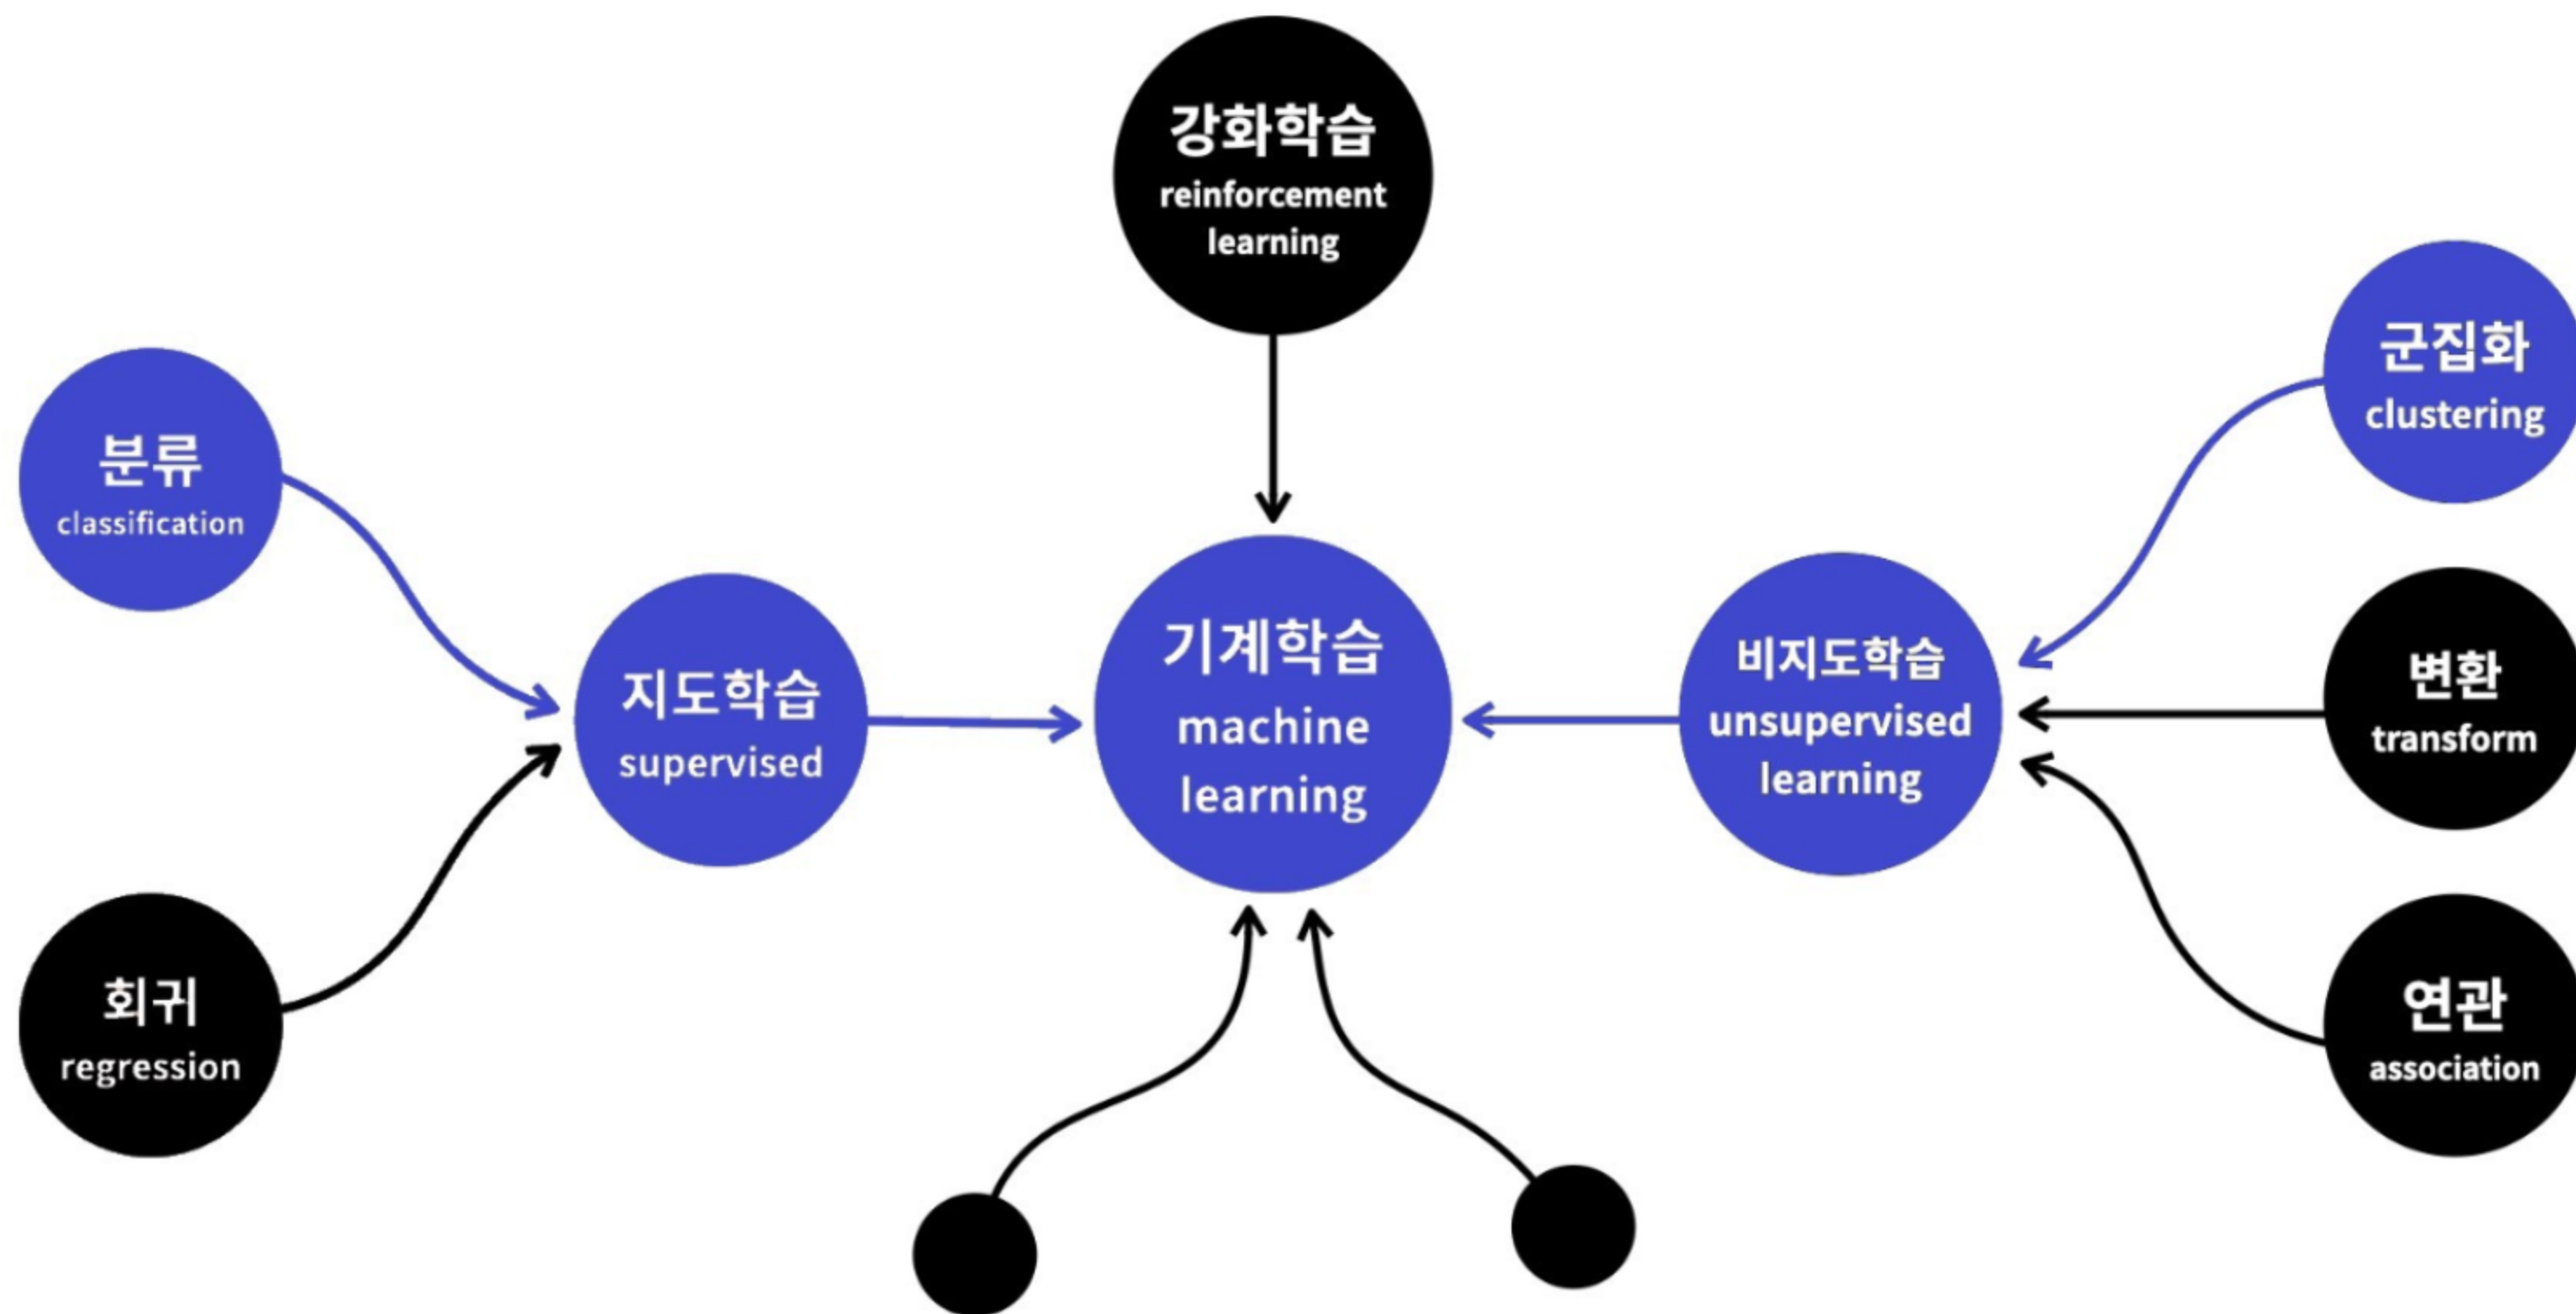 강화학습
reinforcement
learning
분류
classification
회귀
regression
지도학습
supervised
기계학습
machine
learning
비지도학습
unsupervised
learning
군집화
clustering
변환
transform
연관
association